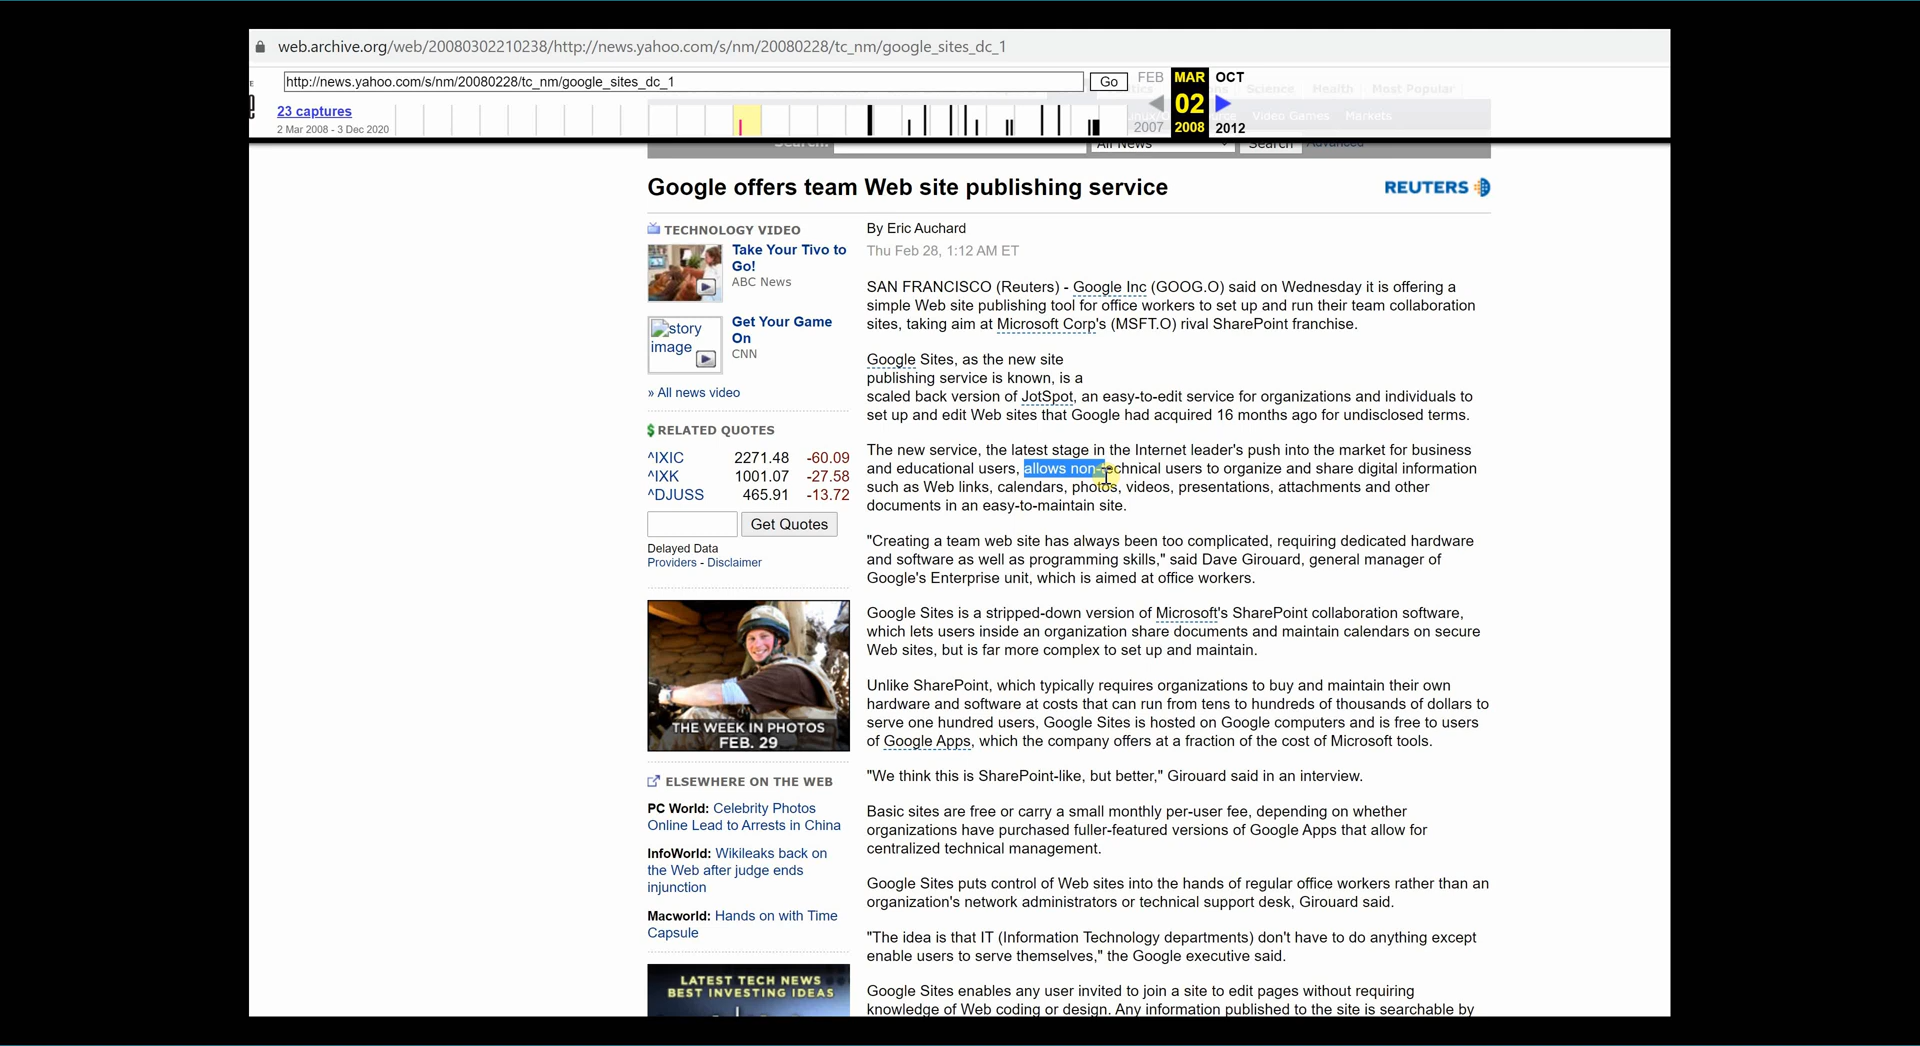 web.archive.org/web/20080302210238/http://news.yahoo.com/s/nm/20080228/tc_nm/google_sites_dc_1
http://news.yahoo.com/s/nm/20080228/tc_nm/google_sites_dc_1
Go
FEB
MAR
OCT
23 captures
02
2 Mar 2008 - 3 Dec 2020
2007
2008
2012
Science Health Most Popular
Video Games Markets
Search:
All News
Search
Advanced
Google offers team Web site publishing service
REUTERS
TECHNOLOGY VIDEO
Take Your Tivo to
Go!
ABC News
story
image
Get Your Game
On
CNN
» All news video
RELATED QUOTES
^IXIC 2271.48 -60.09
^IXK 1001.07 -27.58
^DJUSS 465.91 -13.72
Get Quotes
Delayed Data
Providers - Disclaimer
THE WEEK IN PHOTOS
FEB. 29
ELSEWHERE ON THE WEB
PC World: Celebrity Photos
Online Lead to Arrests in China
InfoWorld: Wikileaks back on
the Web after judge ends
injunction
Macworld: Hands on with Time
Capsule
LATEST TECH NEWS
BEST INVESTING IDEAS
By Eric Auchard
Thu Feb 28, 1:12 AM ET
SAN FRANCISCO (Reuters) - Google Inc (GOOG.O) said on Wednesday it is offering a
simple Web site publishing tool for office workers to set up and run their team collaboration
sites, taking aim at Microsoft Corp's (MSFT.O) rival SharePoint franchise.
Google Sites, as the new site
publishing service is known, is a
scaled back version of JotSpot, an easy-to-edit service for organizations and individuals to
set up and edit Web sites that Google had acquired 16 months ago for undisclosed terms.
The new service, the latest stage in the Internet leader's push into the market for business
and educational users, allows non-technical users to organize and share digital information
such as Web links, calendars, photos, videos, presentations, attachments and other
documents in an easy-to-maintain site.
"Creating a team web site has always been too complicated, requiring dedicated hardware
and software as well as programming skills," said Dave Girouard, general manager of
Google's Enterprise unit, which is aimed at office workers.
Google Sites is a stripped-down version of Microsoft's SharePoint collaboration software,
which lets users inside an organization share documents and maintain calendars on secure
Web sites, but is far more complex to set up and maintain.
Unlike SharePoint, which typically requires organizations to buy and maintain their own
hardware and software at costs that can run from tens to hundreds of thousands of dollars to
serve one hundred users, Google Sites is hosted on Google computers and is free to users
of Google Apps, which the company offers at a fraction of the cost of Microsoft tools.
"We think this is SharePoint-like, but better," Girouard said in an interview.
Basic sites are free or carry a small monthly per-user fee, depending on whether
organizations have purchased fuller-featured versions of Google Apps that allow for
centralized technical management.
Google Sites puts control of Web sites into the hands of regular office workers rather than an
organization's network administrators or technical support desk, Girouard said.
"The idea is that IT (Information Technology departments) don't have to do anything except
enable users to serve themselves," the Google executive said.
Google Sites enables any user invited to join a site to edit pages without requiring
knowledge of Web coding or design. Any information published to the site is searchable by